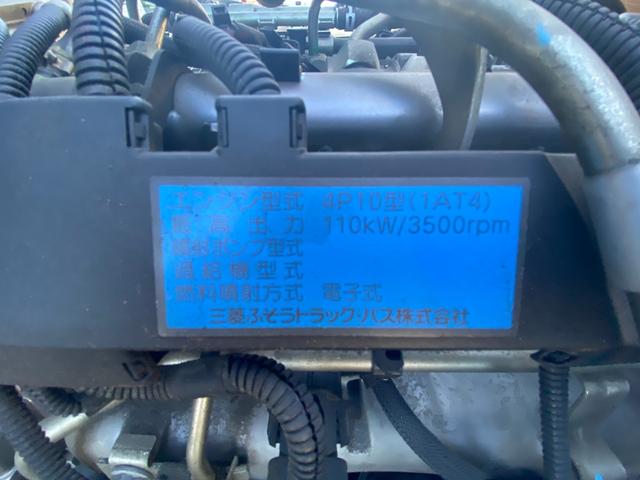 エンジン型式 4P10型(1AT4)
最高出力 110kW/3500rpm
噴射ポンプ型式
過給機型式
燃料噴射方式 電子式
三菱ふそうトラック・バス株式会社